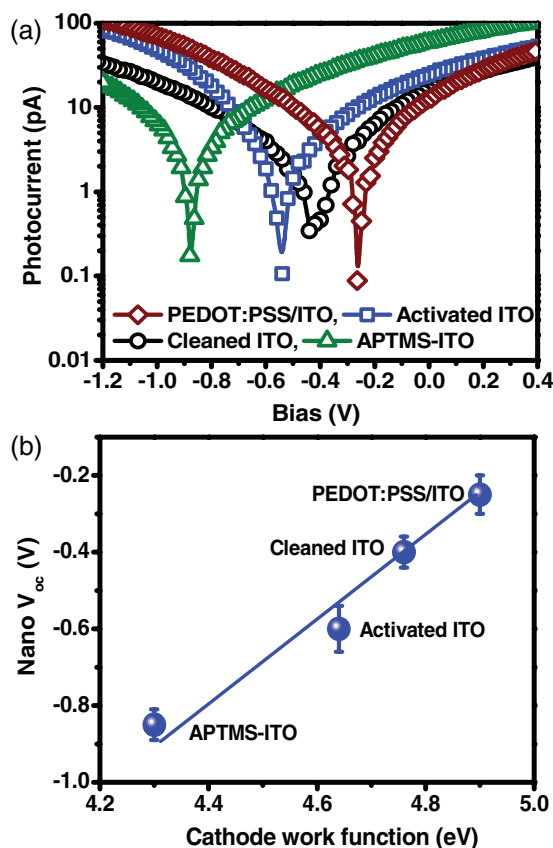 (a)
100
10
1
0.1
0.01
Photocurrent (pA)
PEDOT:PSS/ITO, Activated ITO
Cleaned ITO, APTMS-ITO
-1.2 -1.0 -0.8 -0.6 -0.4 -0.2 0.0 0.2 0.4
Bias (V)
(b)
-0.2
-0.4
-0.6
-0.8
-1.0
Nano Voc (V)
PEDOT:PSS/ITO
Cleaned ITO
Activated ITO
APTMS-ITO
4.2 4.4 4.6 4.8 5.0
Cathode work function (eV)